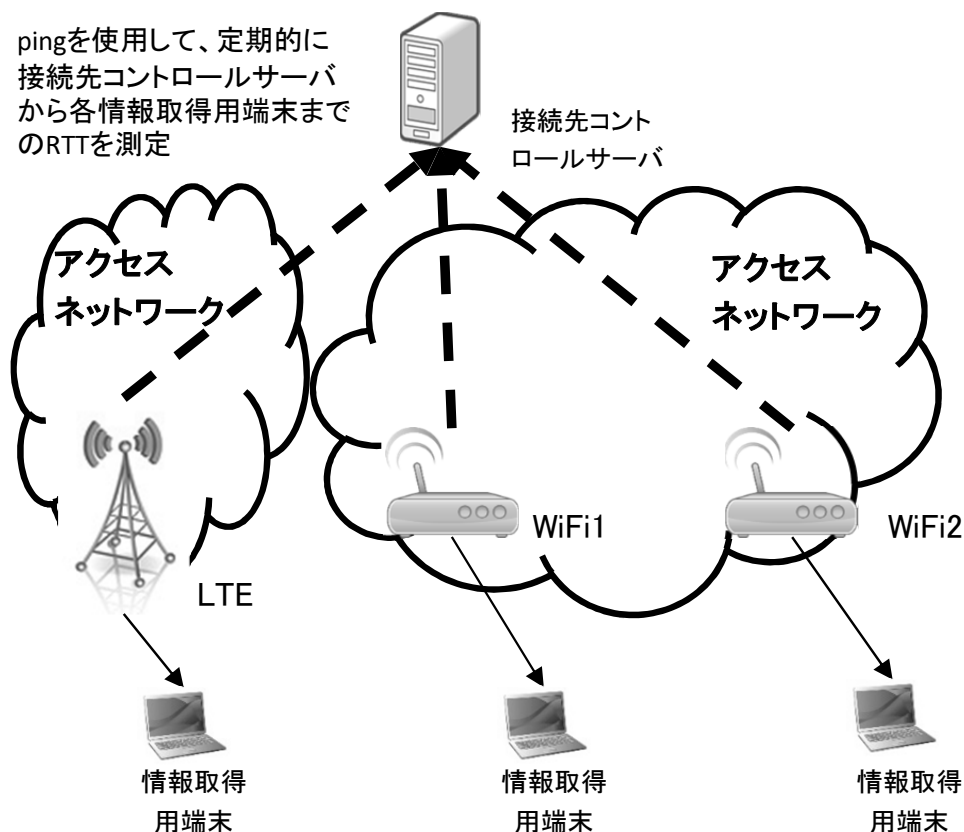 pingを使用して、定期的に
接続先コントロールサーバ
から各情報取得用端末まで
のRTTを測定
接続先コント
ロールサーバ
アクセス
ネットワーク
アクセス
ネットワーク
WiFi1
WiFi2
LTE
情報取得
用端末
情報取得
用端末
情報取得
用端末